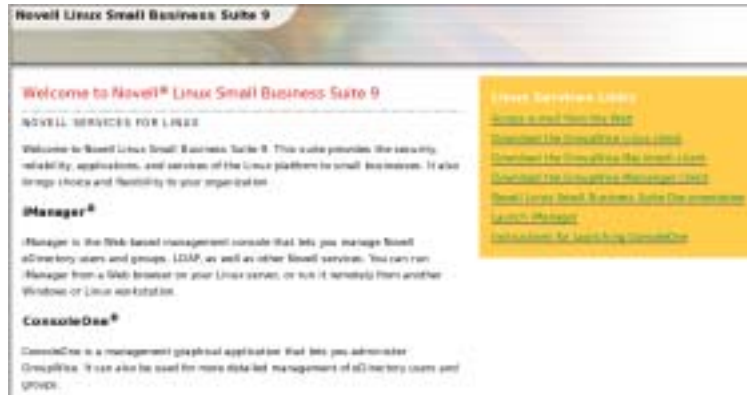 Novell Linux Small Business Suite 9
Welcome to Novell® Linux Small Business Suite 9
NOVELL SERVICES FOR LINUX
Welcome to Novell Linux Small Business Suite 9. This suite provides the security,
reliability, applications, and services of the Linux platform to small businesses. It also
brings choice and flexibility to your organization.
iManager®
iManager is the Web-based management console that lets you manage Novell
eDirectory users and groups, LDAP, as well as other Novell services. You can run
iManager from a Web browser on your Linux server, or run it remotely from another
Windows or Linux workstation.
ConsoleOne®
ConsoleOne is a management graphical application that lets you administer
GroupWise. It can also be used for more detailed management of eDirectory users and
groups.
Linux Services Links
Access e-mail from the Web
Download the GroupWise Linux client
Download the GroupWise Macintosh client
Download the GroupWise Messenger client
Novell Linux Small Business Suite Documentation
Launch iManager
Instructions for Launching ConsoleOne